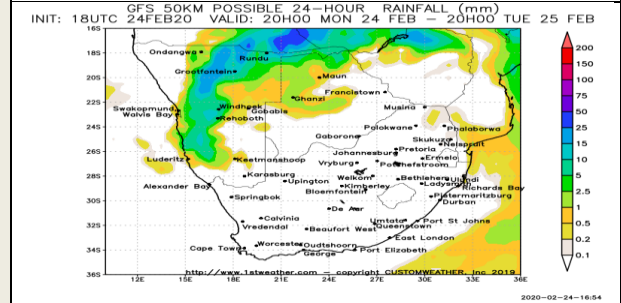 GFS 50KM POSSIBLE 24-HOUR RAINFALL (mm)
INIT: 18UTC 24FEB20 VALID: 20H00 MON 24 FEB – 20H00 TUE 25 FEB
16S
Ondangwa
Rundu
200
18S
150
Grootfontein
Maun
100
20S
Francistown
75
Ghanzi
22S
Musina
50
Swakopmund
Windhoek
Gobabis
Walvis Bay
Rehoboth
25
24S
Polokwane
Phalaborwa
20
Gaborone
Skukuza
Nelspruit
15
26S
Johannesburg
Pretoria
10
Luderitz
Keetmanshoop
Vryburg
Potchefstroom
Ermelo
5
28S
Karasburg
Upington
Welkom
Bethlehem
Ulundi
2.5
Alexander Bay
Kimberley
Ladysmith
Richards Bay
Bloemfontein
1
30S
Springbok
Pietermaritzburg
Durban
0.5
De Aar
Calvinia
Umtata
Port St Johns
32S
Vredendal
Beaufort West
Queenstown
0.2
East London
0.1
34S
Cape Town
Worcester
Oudtshoorn
Port Elizabeth
George
36S
http://www.1stweather.com – copyright CUSTOMWEATHER, Inc 2019
12E 15E 18E 21E 24E 27E 30E 33E 36E
2020-02-24-16:54